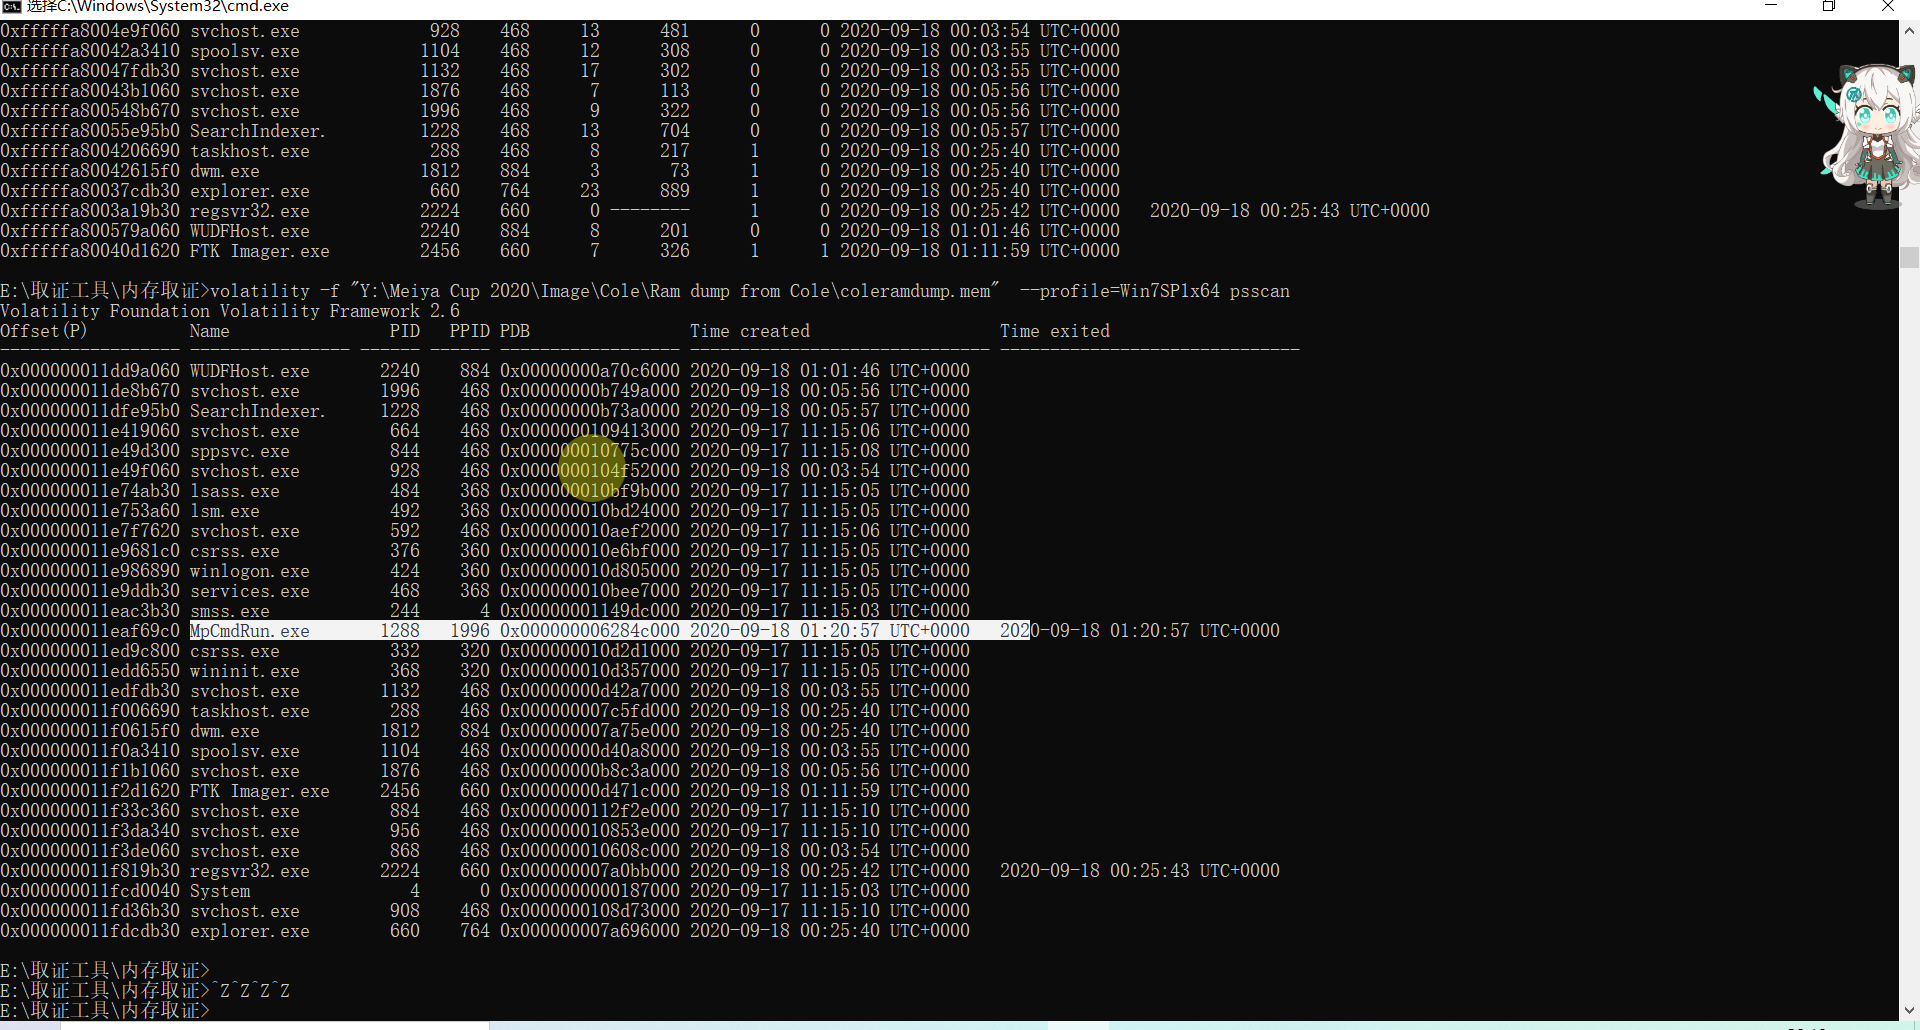 选择C:\Windows\System32\cmd.exe
0xfffffa8004e9f060 svchost.exe 928 468 13 481 0 0 2020-09-18 00:03:54 UTC+0000
0xfffffa80042a3410 spoolsv.exe 1104 468 12 308 0 0 2020-09-18 00:03:55 UTC+0000
0xfffffa80047fdb30 svchost.exe 1132 468 17 302 0 0 2020-09-18 00:03:55 UTC+0000
0xfffffa80043b1060 svchost.exe 1876 468 7 113 0 0 2020-09-18 00:05:56 UTC+0000
0xfffffa800548b670 svchost.exe 1996 468 9 322 0 0 2020-09-18 00:05:56 UTC+0000
0xfffffa80055e95b0 SearchIndexer. 1228 468 13 704 0 0 2020-09-18 00:05:57 UTC+0000
0xfffffa8004206690 taskhost.exe 288 468 8 217 1 0 2020-09-18 00:25:40 UTC+0000
0xfffffa80042615f0 dwm.exe 1812 884 3 73 1 0 2020-09-18 00:25:40 UTC+0000
0xfffffa80037cdb30 explorer.exe 660 764 23 889 1 0 2020-09-18 00:25:40 UTC+0000
0xfffffa8003a19b30 regsvr32.exe 2224 660 0 -------- 1 0 2020-09-18 00:25:42 UTC+0000 2020-09-18 00:25:43 UTC+0000
0xfffffa800579a060 WUDFHost.exe 2240 884 8 201 0 0 2020-09-18 01:01:46 UTC+0000
0xfffffa80040d1620 FTK Imager.exe 2456 660 7 326 1 1 2020-09-18 01:11:59 UTC+0000
E:\取证工具\内存取证>volatility -f "Y:\Meiya Cup 2020\Image\Cole\Ram dump from Cole\coleramdump.mem" --profile=Win7SP1x64 psscan
Volatility Foundation Volatility Framework 2.6
Offset(P) Name PID PPID PDB Time created Time exited
------------------ ---------------- ------ ------ ------------------ ------------------------------ ------------------------------
0x000000011dd9a060 WUDFHost.exe 2240 884 0x00000000a70c6000 2020-09-18 01:01:46 UTC+0000
0x000000011de8b670 svchost.exe 1996 468 0x00000000b749a000 2020-09-18 00:05:56 UTC+0000
0x000000011dfe95b0 SearchIndexer. 1228 468 0x00000000b73a0000 2020-09-18 00:05:57 UTC+0000
0x000000011e419060 svchost.exe 664 468 0x0000000109413000 2020-09-17 11:15:06 UTC+0000
0x000000011e49d300 sppsvc.exe 844 468 0x000000010775c000 2020-09-17 11:15:08 UTC+0000
0x000000011e49f060 svchost.exe 928 468 0x0000000104f52000 2020-09-18 00:03:54 UTC+0000
0x000000011e74ab30 lsass.exe 484 368 0x000000010bf9b000 2020-09-17 11:15:05 UTC+0000
0x000000011e753a60 lsm.exe 492 368 0x000000010bd24000 2020-09-17 11:15:05 UTC+0000
0x000000011e7f7620 svchost.exe 592 468 0x000000010aef2000 2020-09-17 11:15:06 UTC+0000
0x000000011e9681c0 csrss.exe 376 360 0x000000010e6bf000 2020-09-17 11:15:05 UTC+0000
0x000000011e986890 winlogon.exe 424 360 0x000000010d805000 2020-09-17 11:15:05 UTC+0000
0x000000011e9ddb30 services.exe 468 368 0x000000010bee7000 2020-09-17 11:15:05 UTC+0000
0x000000011eac3b30 smss.exe 244 4 0x00000001149dc000 2020-09-17 11:15:03 UTC+0000
0x000000011eaf69c0 MpCmdRun.exe 1288 1996 0x000000006284c000 2020-09-18 01:20:57 UTC+0000 2020-09-18 01:20:57 UTC+0000
0x000000011ed9c800 csrss.exe 332 320 0x000000010d2d1000 2020-09-17 11:15:05 UTC+0000
0x000000011edd6550 wininit.exe 368 320 0x000000010d357000 2020-09-17 11:15:05 UTC+0000
0x000000011edfdb30 svchost.exe 1132 468 0x00000000d42a7000 2020-09-18 00:03:55 UTC+0000
0x000000011f006690 taskhost.exe 288 468 0x000000007c5fd000 2020-09-18 00:25:40 UTC+0000
0x000000011f0615f0 dwm.exe 1812 884 0x000000007a75e000 2020-09-18 00:25:40 UTC+0000
0x000000011f0a3410 spoolsv.exe 1104 468 0x00000000d40a8000 2020-09-18 00:03:55 UTC+0000
0x000000011f1b1060 svchost.exe 1876 468 0x00000000b8c3a000 2020-09-18 00:05:56 UTC+0000
0x000000011f2d1620 FTK Imager.exe 2456 660 0x00000000d471c000 2020-09-18 01:11:59 UTC+0000
0x000000011f33c360 svchost.exe 884 468 0x0000000112f2e000 2020-09-17 11:15:10 UTC+0000
0x000000011f3da340 svchost.exe 956 468 0x000000010853e000 2020-09-17 11:15:10 UTC+0000
0x000000011f3de060 svchost.exe 868 468 0x000000010608c000 2020-09-18 00:03:54 UTC+0000
0x000000011f819b30 regsvr32.exe 2224 660 0x000000007a0bb000 2020-09-18 00:25:42 UTC+0000 2020-09-18 00:25:43 UTC+0000
0x000000011fcd0040 System 4 0 0x0000000000187000 2020-09-17 11:15:03 UTC+0000
0x000000011fd36b30 svchost.exe 908 468 0x0000000108d73000 2020-09-17 11:15:10 UTC+0000
0x000000011fdcdb30 explorer.exe 660 764 0x000000007a696000 2020-09-18 00:25:40 UTC+0000
E:\取证工具\内存取证>
E:\取证工具\内存取证>^Z^Z^Z^Z
E:\取证工具\内存取证>